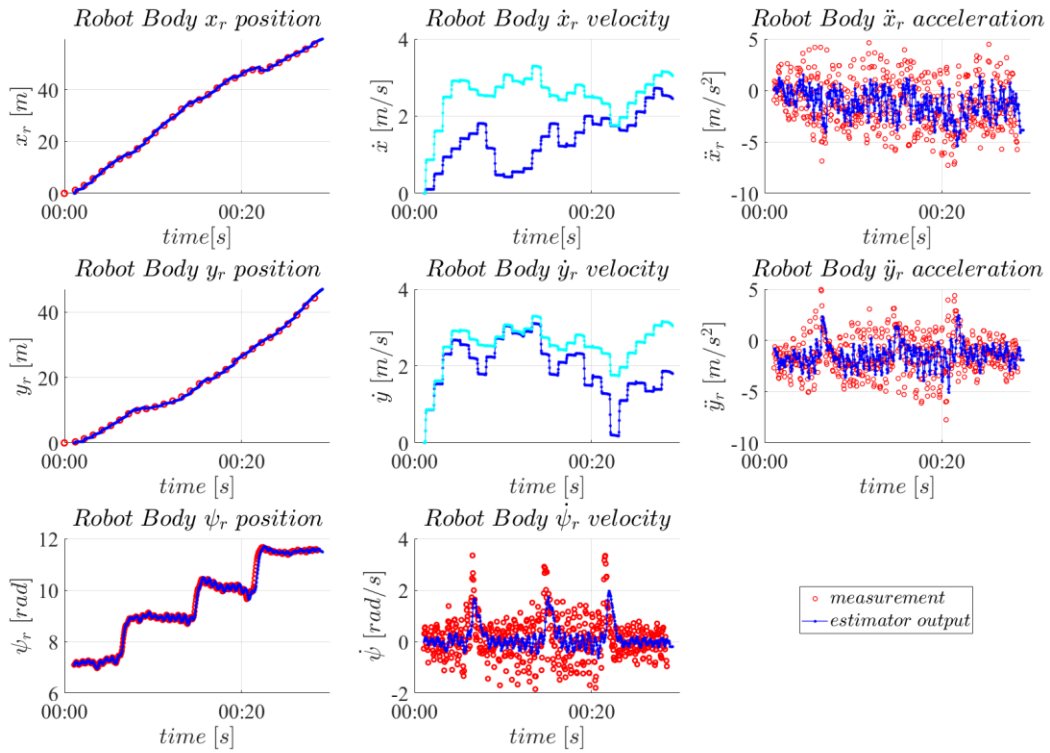 Robot Body x_r position
40
20
0
x_r [m]
00:00 00:20
time[s]
Robot Body ẋ_r velocity
4
2
0
ẋ [m/s]
00:00 00:20
time[s]
Robot Body ẍ_r acceleration
5
0
-5
-10
ẍ_r [m/s²]
00:00 00:20
time[s]
Robot Body y_r position
40
20
0
y_r [m]
00:00 00:20
time [s]
Robot Body ẏ_r velocity
4
2
0
ẏ [m/s]
00:00 00:20
time [s]
Robot Body ÿ_r acceleration
5
0
-5
-10
ÿ_r [m/s²]
00:00 00:20
time [s]
Robot Body ψ_r position
12
10
8
6
ψ_r [rad]
00:00 00:20
time [s]
Robot Body ψ̇_r velocity
4
2
0
-2
ψ̇ [rad/s]
00:00 00:20
time [s]
measurement
estimator output